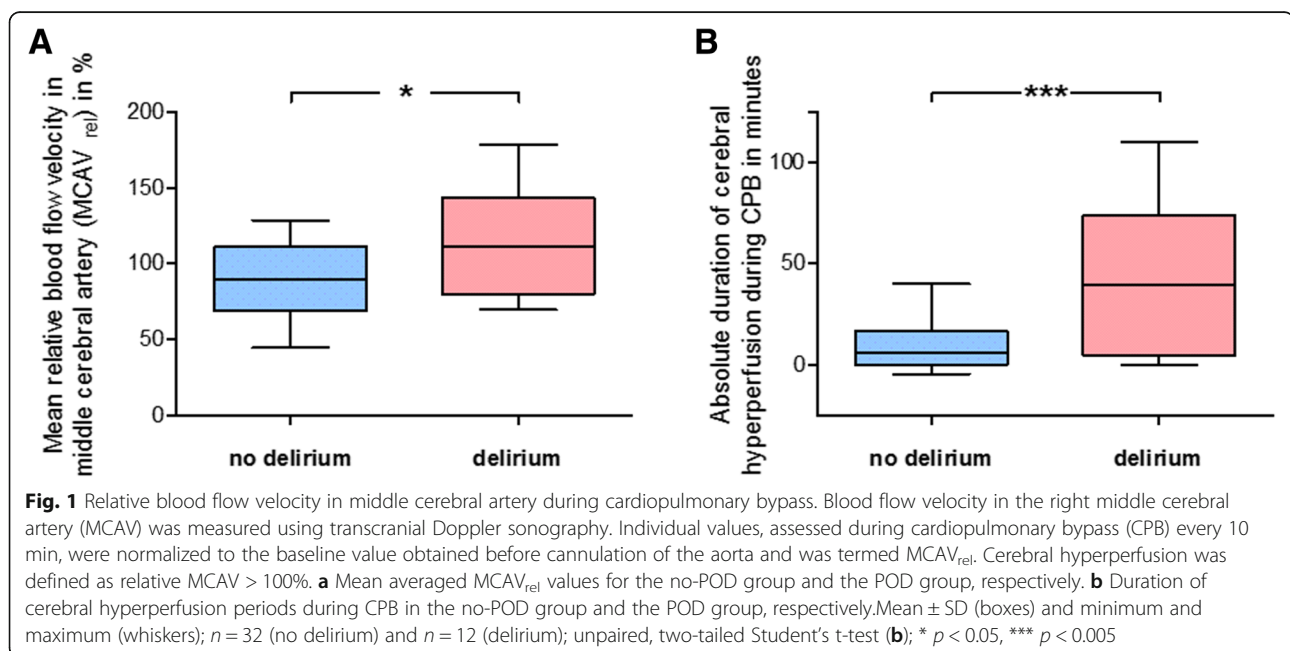 A
Mean relative blood flow velocity in
middle cerebral artery (MCAV rel) in %
200
150
100
50
0
*
no delirium
delirium
B
Absolute duration of cerebral
hyperperfusion during CPB in minutes
100
50
0
***
no delirium
delirium
Fig. 1 Relative blood flow velocity in middle cerebral artery during cardiopulmonary bypass. Blood flow velocity in the right middle cerebral
artery (MCAV) was measured using transcranial Doppler sonography. Individual values, assessed during cardiopulmonary bypass (CPB) every 10
min, were normalized to the baseline value obtained before cannulation of the aorta and was termed MCAVrel. Cerebral hyperperfusion was
defined as relative MCAV > 100%. a Mean averaged MCAVrel values for the no-POD group and the POD group, respectively. b Duration of
cerebral hyperperfusion periods during CPB in the no-POD group and the POD group, respectively.Mean ± SD (boxes) and minimum and
maximum (whiskers); n = 32 (no delirium) and n = 12 (delirium); unpaired, two-tailed Student's t-test (b); * p < 0.05, *** p < 0.005